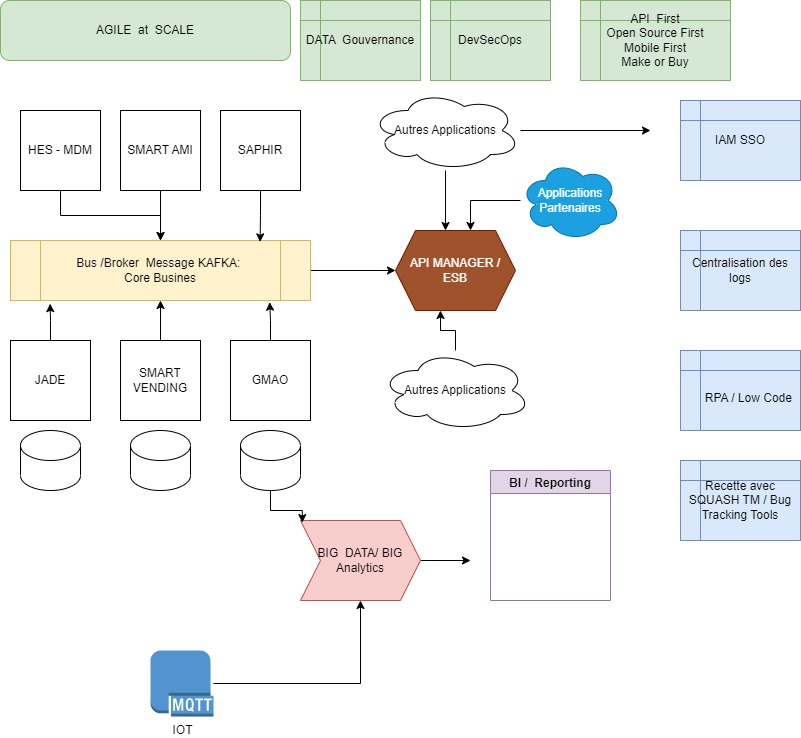 AGILE at SCALE
DATA Gouvernance
DevSecOps
API First
Open Source First
Mobile First
Make or Buy
HES - MDM
SMART AMI
SAPHIR
Autres Applications
IAM SSO
Applications
Partenaires
Bus /Broker Message KAFKA:
Core Busines
API MANAGER /
ESB
Centralisation des
logs
JADE
SMART
VENDING
GMAO
Autres Applications
RPA / Low Code
BI / Reporting
Recette avec
SQUASH TM / Bug
Tracking Tools
BIG DATA/ BIG
Analytics
MQTT
IOT